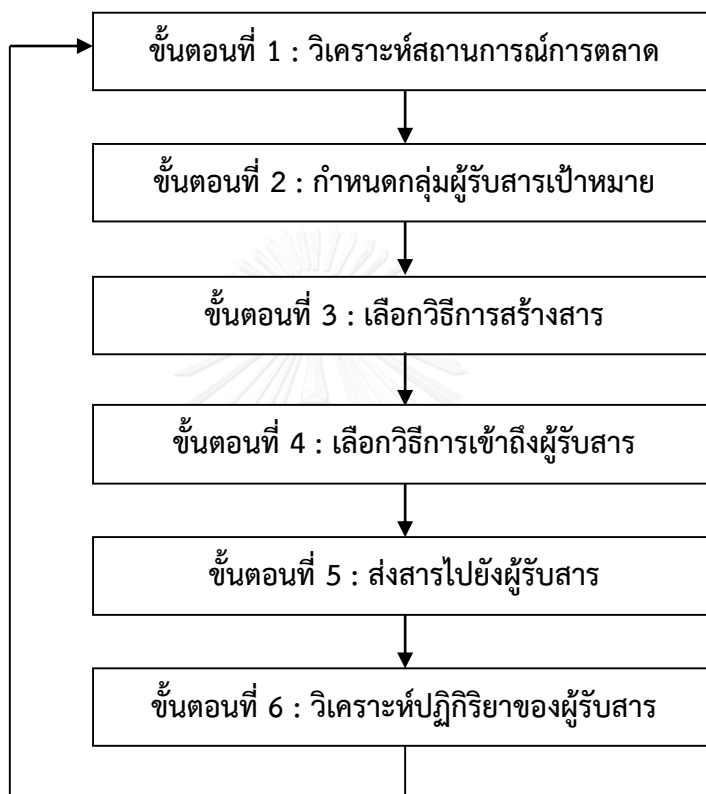 ขั้นตอนที่ 1 : วิเคราะห์สถานการณ์การตลาด
ขั้นตอนที่ 2 : กำหนดกลุ่มผู้รับสารเป้าหมาย
ขั้นตอนที่ 3 : เลือกวิธีการสร้างสาร
ขั้นตอนที่ 4 : เลือกวิธีการเข้าถึงผู้รับสาร
ขั้นตอนที่ 5 : ส่งสารไปยังผู้รับสาร
ขั้นตอนที่ 6 : วิเคราะห์ปฏิกิริยาของผู้รับสาร